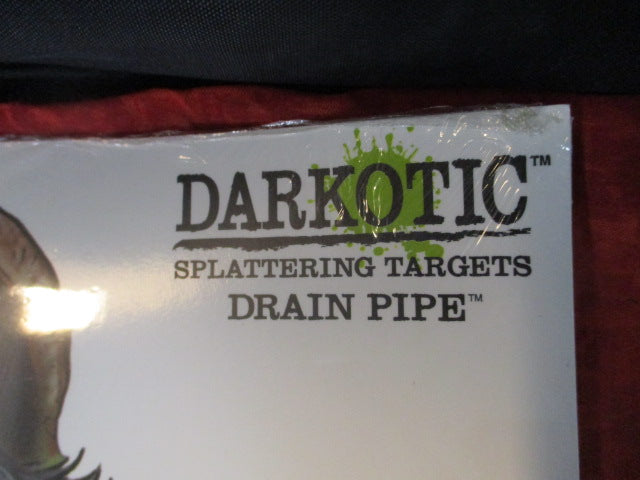 DARKOTIC™
SPLATTERING TARGETS
DRAIN PIPE™